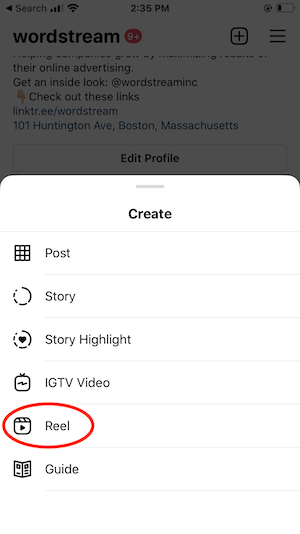 Search
2:35 PM
wordstream 9+
Helping companies grow by maximizing results of
their online advertising.
Get an inside look: @wordstreaminc
👇🏼Check out these links
linktr.ee/wordstream
101 Huntington Ave, Boston, Massachusetts
Edit Profile
Create
Post
Story
Story Highlight
IGTV Video
Reel
Guide